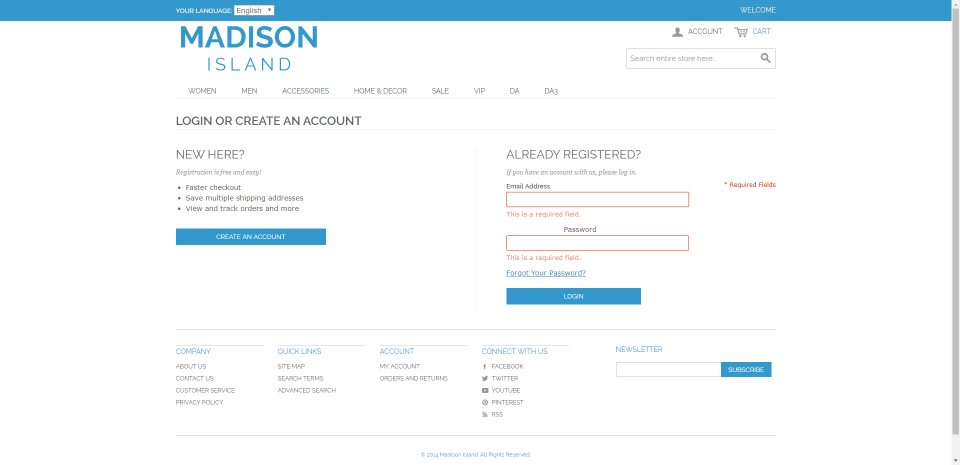 YOUR LANGUAGE: English
WELCOME
MADISON
ISLAND
ACCOUNT
CART
Search entire store here...
WOMEN MEN ACCESSORIES HOME & DECOR SALE VIP DA DA3
LOGIN OR CREATE AN ACCOUNT
NEW HERE?
Registration is free and easy!
Faster checkout
Save multiple shipping addresses
View and track orders and more
CREATE AN ACCOUNT
ALREADY REGISTERED?
If you have an account with us, please log in.
* Required Fields
Email Address
This is a required field.
Password
This is a required field.
Forgot Your Password?
LOGIN
COMPANY
ABOUT US
CONTACT US
CUSTOMER SERVICE
PRIVACY POLICY
QUICK LINKS
SITE MAP
SEARCH TERMS
ADVANCED SEARCH
ACCOUNT
MY ACCOUNT
ORDERS AND RETURNS
CONNECT WITH US
FACEBOOK
TWITTER
YOUTUBE
PINTEREST
RSS
NEWSLETTER
SUBSCRIBE
© 2014 Madison Island. All Rights Reserved.